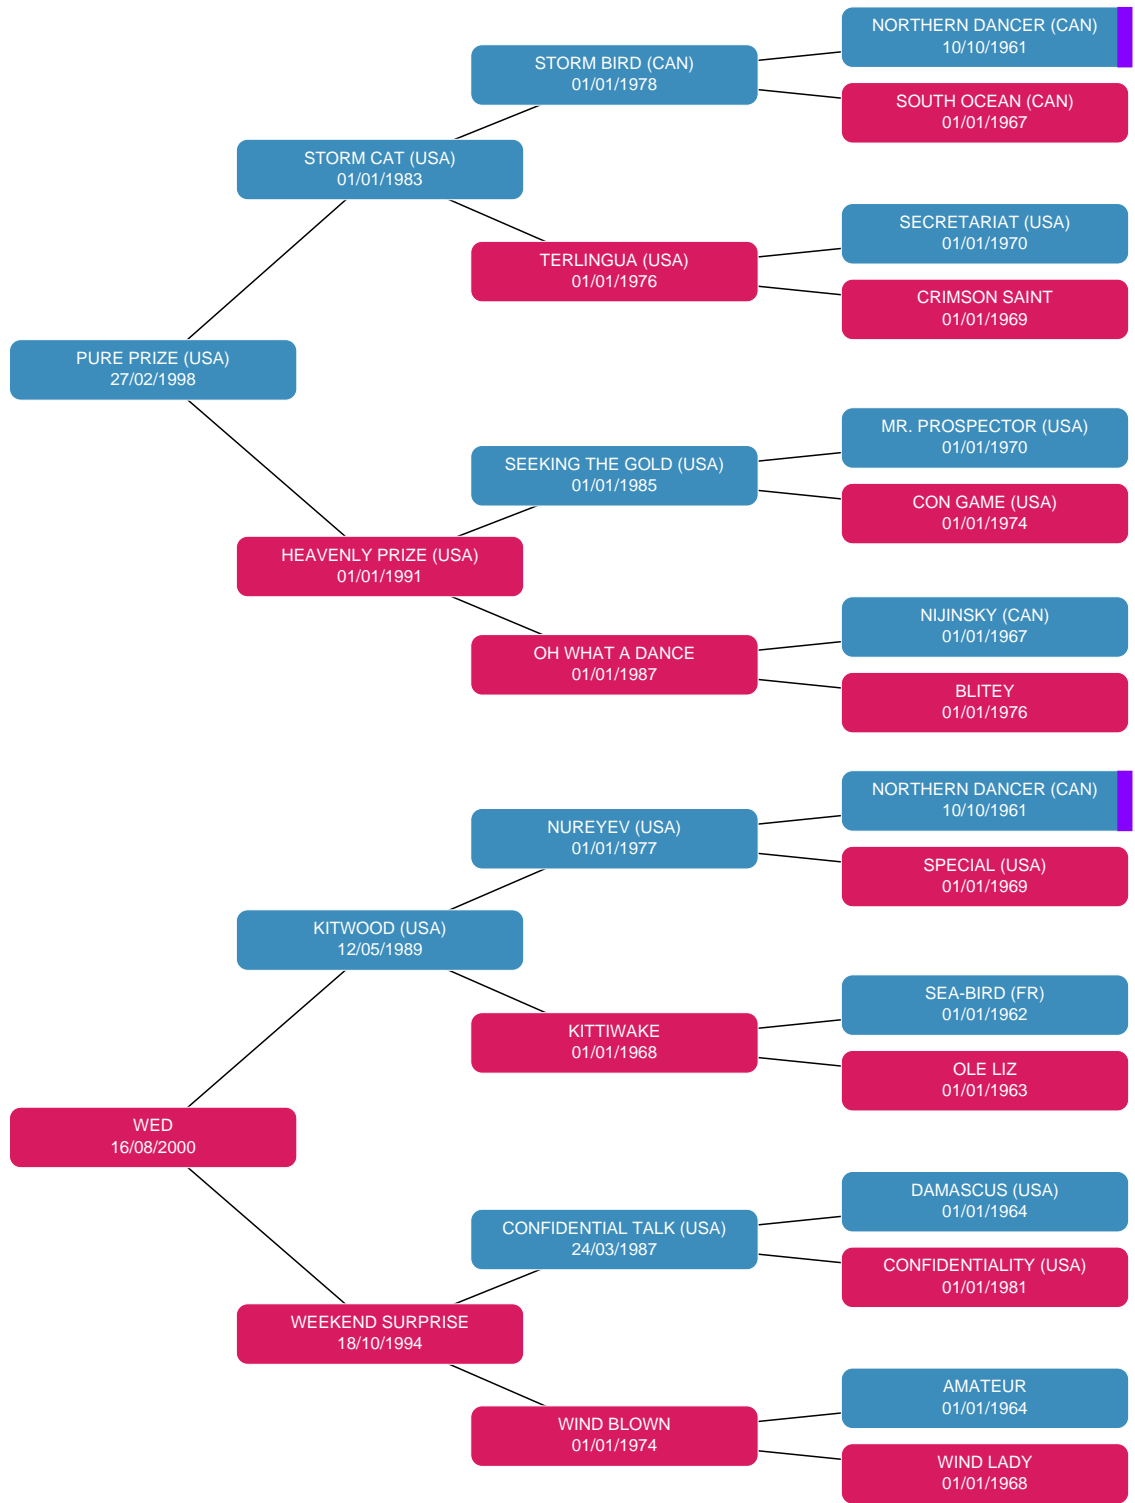 NORTHERN DANCER (CAN)
10/10/1961
STORM BIRD (CAN)
01/01/1978
SOUTH OCEAN (CAN)
01/01/1967
STORM CAT (USA)
01/01/1983
SECRETARIAT (USA)
01/01/1970
TERLINGUA (USA)
01/01/1976
CRIMSON SAINT
01/01/1969
PURE PRIZE (USA)
27/02/1998
MR. PROSPECTOR (USA)
01/01/1970
SEEKING THE GOLD (USA)
01/01/1985
CON GAME (USA)
01/01/1974
HEAVENLY PRIZE (USA)
01/01/1991
NIJINSKY (CAN)
01/01/1967
OH WHAT A DANCE
01/01/1987
BLITEY
01/01/1976
NORTHERN DANCER (CAN)
10/10/1961
NUREYEV (USA)
01/01/1977
SPECIAL (USA)
01/01/1969
KITWOOD (USA)
12/05/1989
SEA-BIRD (FR)
01/01/1962
KITTIWAKE
01/01/1968
OLE LIZ
01/01/1963
WED
16/08/2000
DAMASCUS (USA)
01/01/1964
CONFIDENTIAL TALK (USA)
24/03/1987
CONFIDENTIALITY (USA)
01/01/1981
WEEKEND SURPRISE
18/10/1994
AMATEUR
01/01/1964
WIND BLOWN
01/01/1974
WIND LADY
01/01/1968